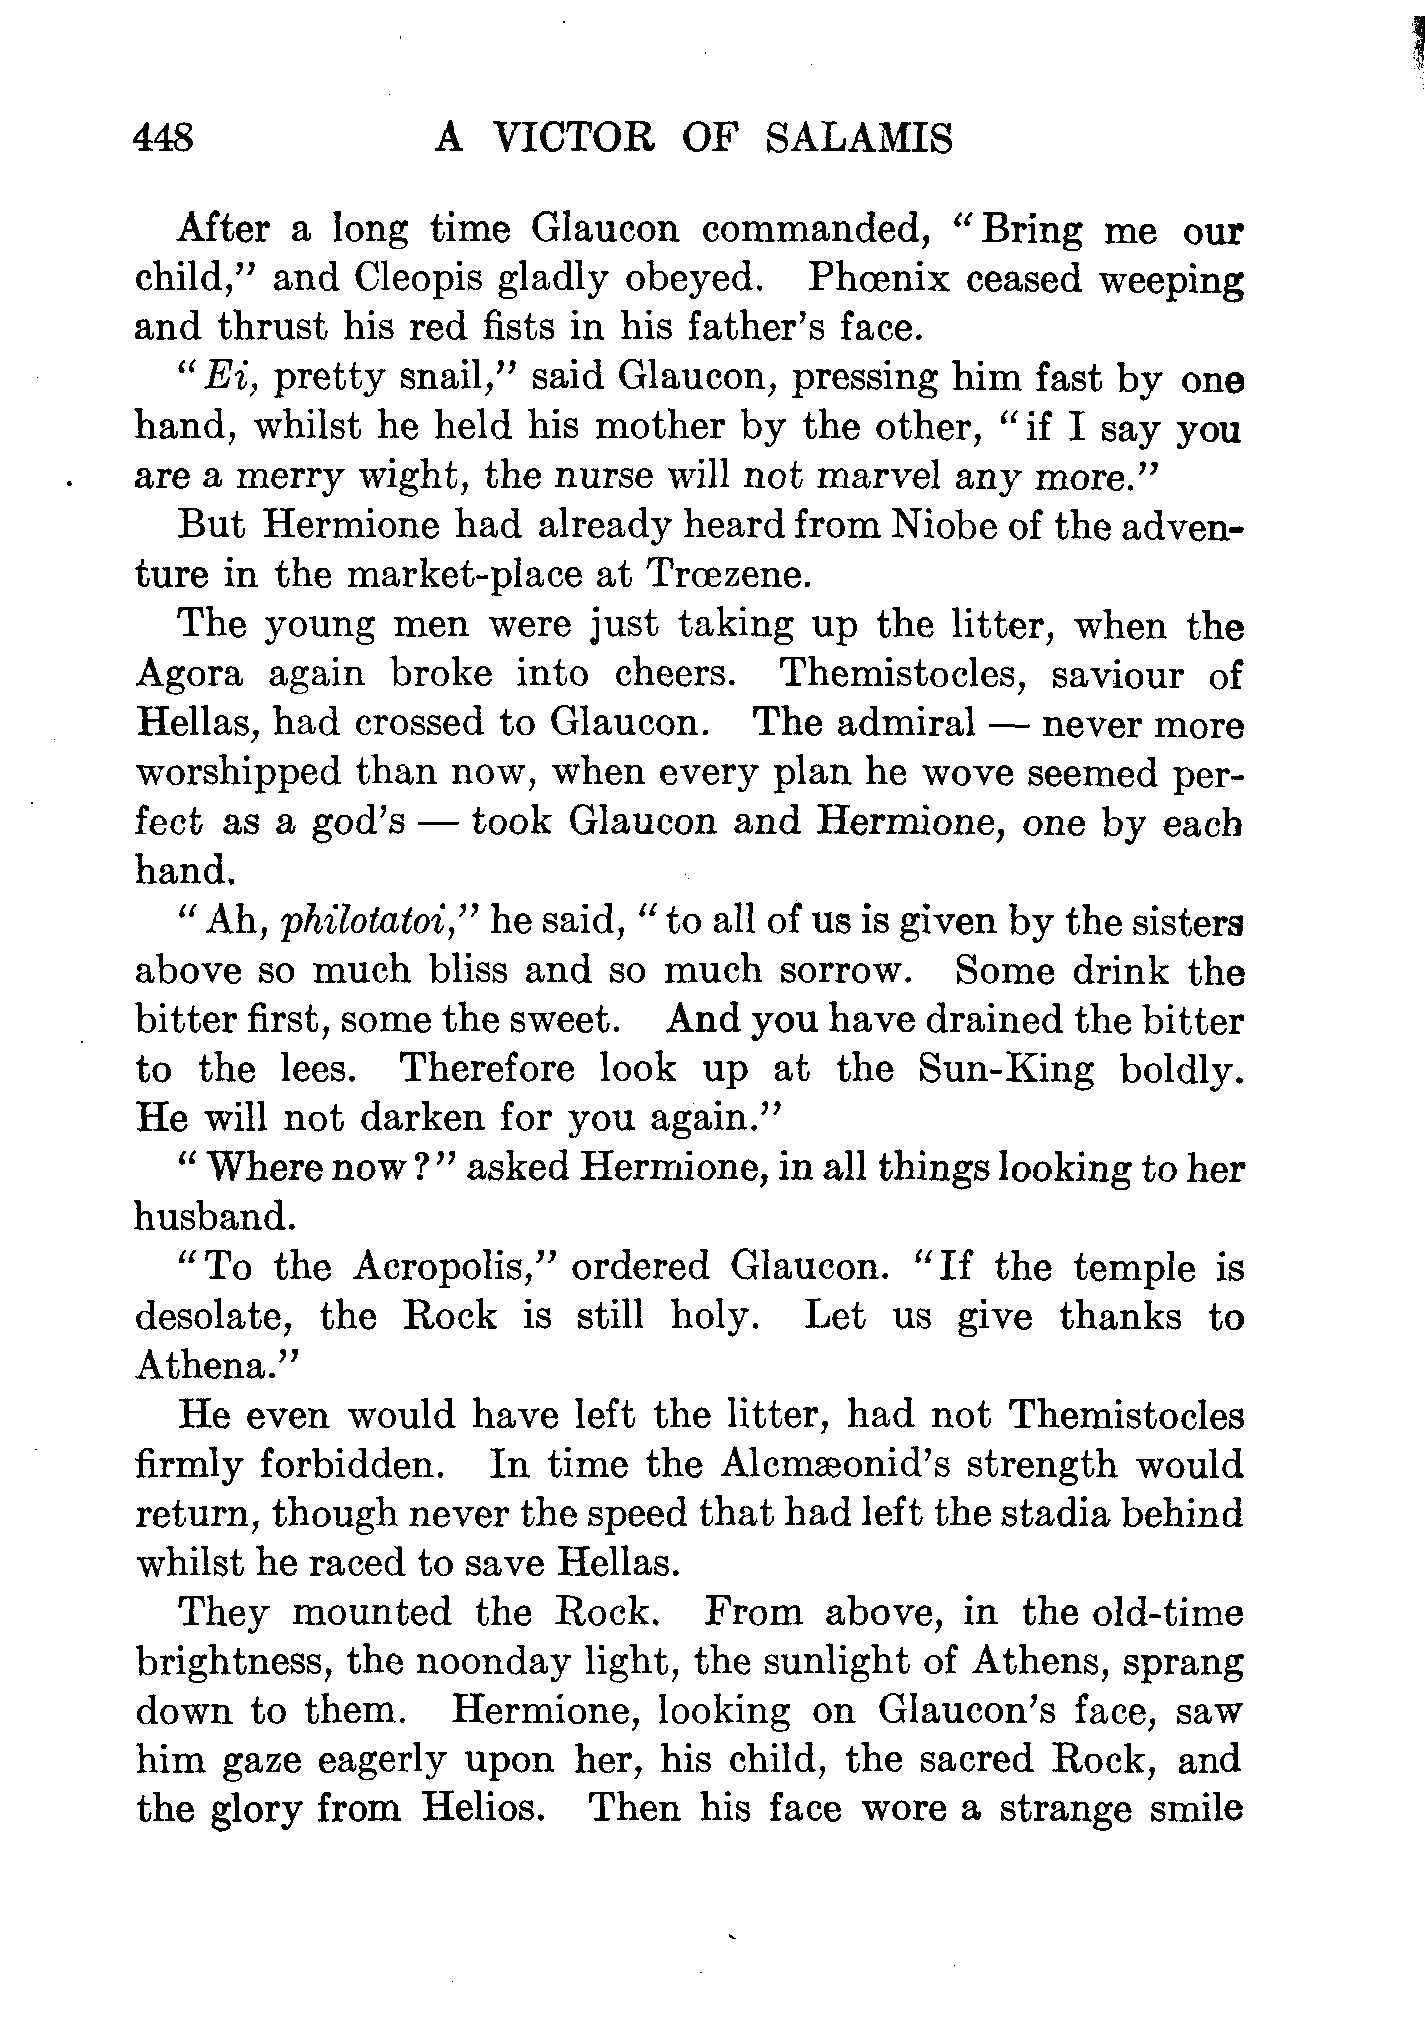 448 A VICTOR OF SALAMIS
After a long time Glaucon commanded, "Bring me our
child," and Cleopis gladly obeyed. Phœnix ceased weeping
and thrust his red fists in his father's face.
"Ei, pretty snail," said Glaucon, pressing him fast by one
hand, whilst he held his mother by the other, "if I say you
are a merry wight, the nurse will not marvel any more."
But Hermione had already heard from Niobe of the adven-
ture in the market-place at Trœzene.
The young men were just taking up the litter, when the
Agora again broke into cheers. Themistocles, saviour of
Hellas, had crossed to Glaucon. The admiral — never more
worshipped than now, when every plan he wove seemed per-
fect as a god's — took Glaucon and Hermione, one by each
hand.
"Ah, philotatoi," he said, "to all of us is given by the sisters
above so much bliss and so much sorrow. Some drink the
bitter first, some the sweet. And you have drained the bitter
to the lees. Therefore look up at the Sun-King boldly.
He will not darken for you again."
"Where now?" asked Hermione, in all things looking to her
husband.
"To the Acropolis," ordered Glaucon. "If the temple is
desolate, the Rock is still holy. Let us give thanks to
Athena."
He even would have left the litter, had not Themistocles
firmly forbidden. In time the Alcmæonid's strength would
return, though never the speed that had left the stadia behind
whilst he raced to save Hellas.
They mounted the Rock. From above, in the old-time
brightness, the noonday light, the sunlight of Athens, sprang
down to them. Hermione, looking on Glaucon's face, saw
him gaze eagerly upon her, his child, the sacred Rock, and
the glory from Helios. Then his face wore a strange smile